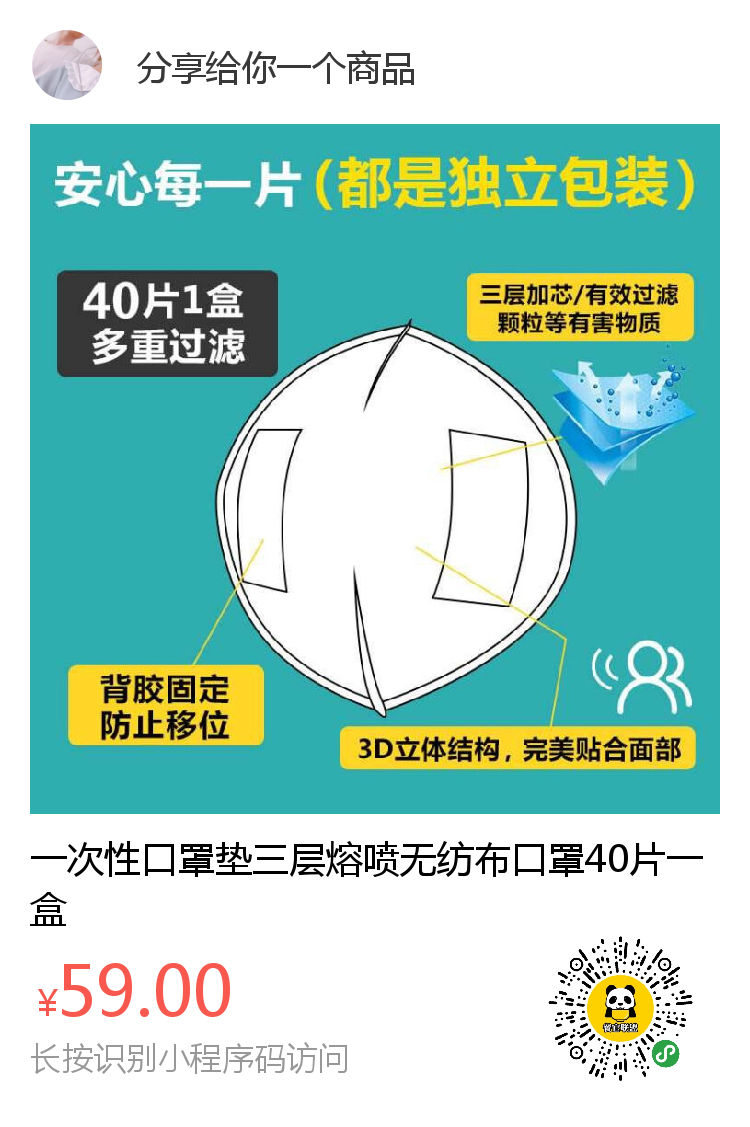 分享给你一个商品
安心每一片(都是独立包装)
40片1盒
多重过滤
三层加芯/有效过滤
颗粒等有害物质
背胶固定
防止移位
3D立体结构，完美贴合面部
一次性口罩垫三层熔喷无纺布口罩40片一
盒
¥59.00
长按识别小程序码访问